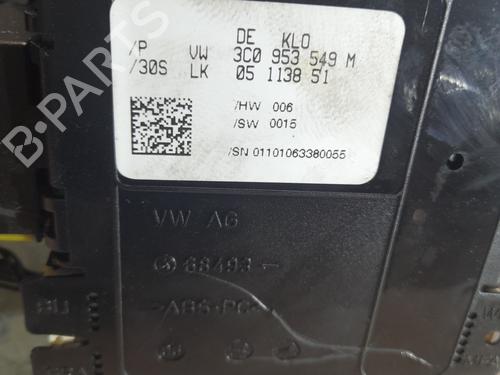 DE KLO
/P VW 3C0 953 549 M
/30S LK 05 1138 51
/HW 006
/SW 0015
/SN 01101063380055
VW AG
68493
>ABS+PC<
B-Parts